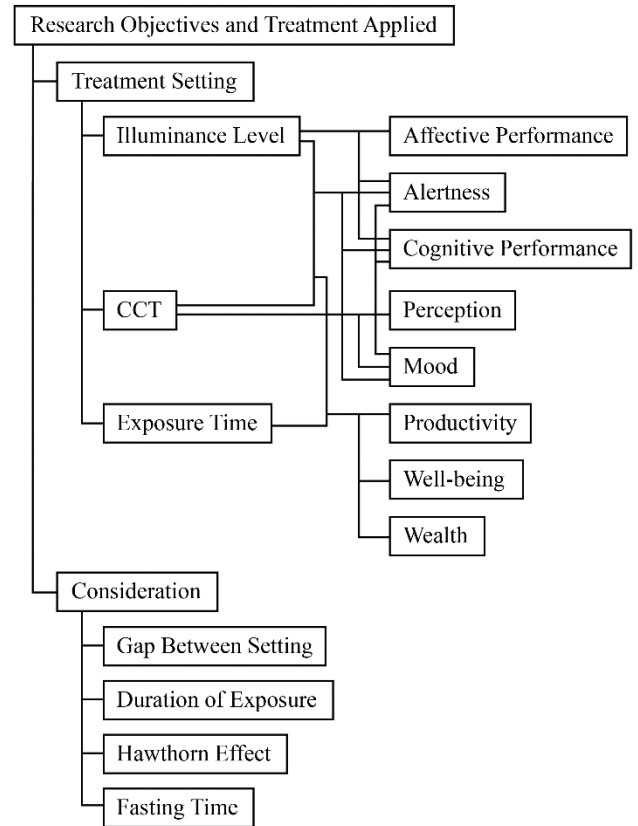 Research Objectives and Treatment Applied
Treatment Setting
Illuminance Level
Affective Performance
Alertness
Cognitive Performance
CCT
Perception
Mood
Exposure Time
Productivity
Well-being
Wealth
Consideration
Gap Between Setting
Duration of Exposure
Hawthorn Effect
Fasting Time